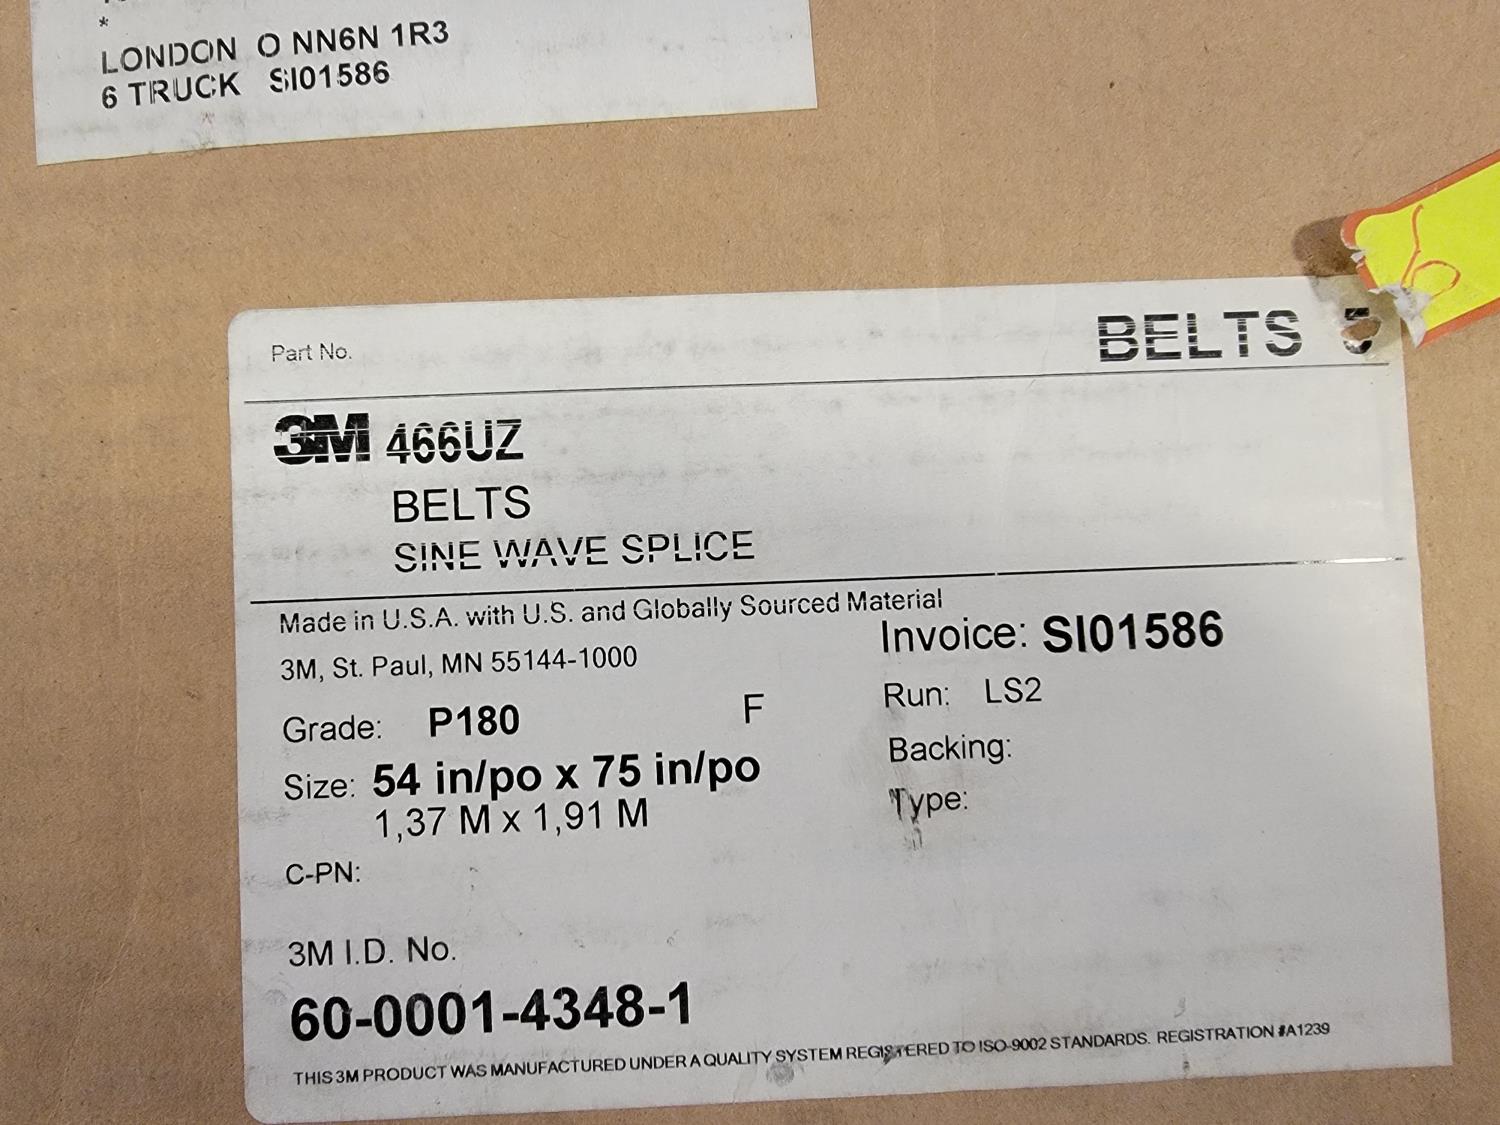 *
LONDON O NN6N 1R3
6 TRUCK SI01586
Part No.
BELTS 5
3M 466UZ
BELTS
SINE WAVE SPLICE
Made in U.S.A. with U.S. and Globally Sourced Material
3M, St. Paul, MN 55144-1000
Invoice: SI01586
Grade: P180 F
Run: LS2
Size: 54 in/po x 75 in/po
1,37 M x 1,91 M
Backing:
Type:
C-PN:
3M I.D. No.
60-0001-4348-1
THIS 3M PRODUCT WAS MANUFACTURED UNDER A QUALITY SYSTEM REGISTERED TO ISO-9002 STANDARDS. REGISTRATION #A1239